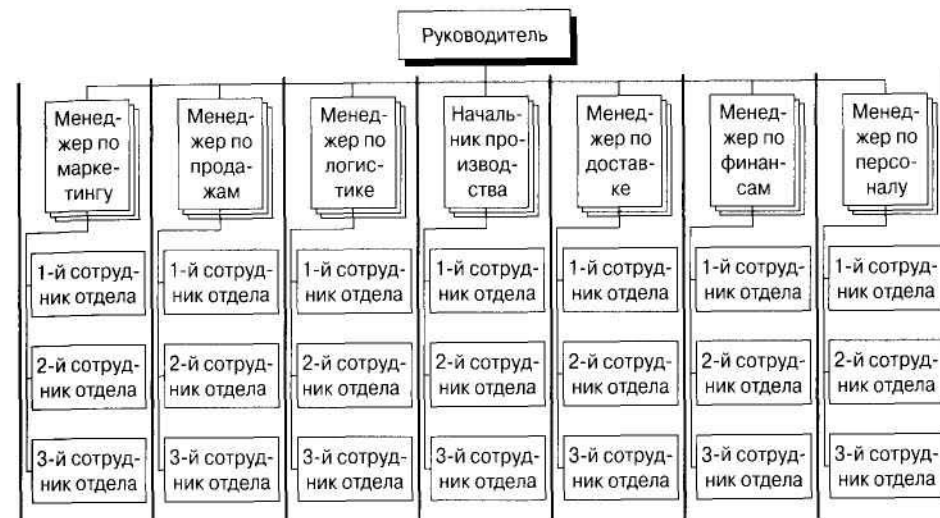 Руководитель
Менед-
жер по
марке-
тингу
Менед-
жер по
прода-
жам
Менед-
жер по
логис-
тике
Началь-
ник про-
извод-
ства
Менед-
жер по
достав-
ке
Менед-
жер по
финан-
сам
Менед-
жер по
персо-
налу
1-й сотруд-
ник отдела
1-й сотруд-
ник отдела
1-й сотруд-
ник отдела
1-й сотруд-
ник отдела
1-й сотруд-
ник отдела
1-й сотруд-
ник отдела
1-й сотруд-
ник отдела
2-й сотруд-
ник отдела
2-й сотруд-
ник отдела
2-й сотруд-
ник отдела
2-й сотруд-
ник отдела
2-й сотруд-
ник отдела
2-й сотруд-
ник отдела
2-й сотруд-
ник отдела
3-й сотруд-
ник отдела
3-й сотруд-
ник отдела
3-й сотруд-
ник отдела
3-й сотруд-
ник отдела
3-й сотруд-
ник отдела
3-й сотруд-
ник отдела
3-й сотруд-
ник отдела